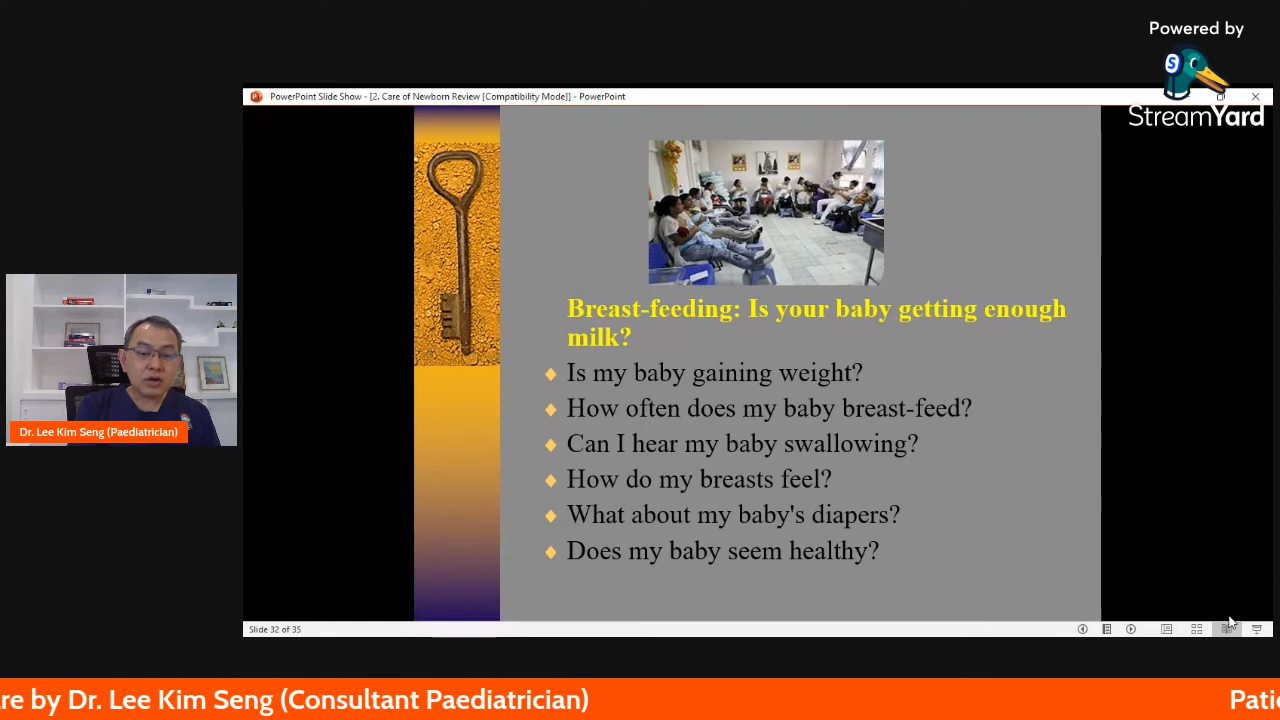 Powered by
S
StreamYard
PowerPoint Slide Show - [2. Care of Newborn Review [Compatibility Mode]] - PowerPoint
Breast-feeding: Is your baby getting enough
milk?
Is my baby gaining weight?
How often does my baby breast-feed?
Can I hear my baby swallowing?
How do my breasts feel?
What about my baby's diapers?
Does my baby seem healthy?
Dr. Lee Kim Seng (Paediatrician)
Slide 32 of 35
re by Dr. Lee Kim Seng (Consultant Paediatrician)
Patie